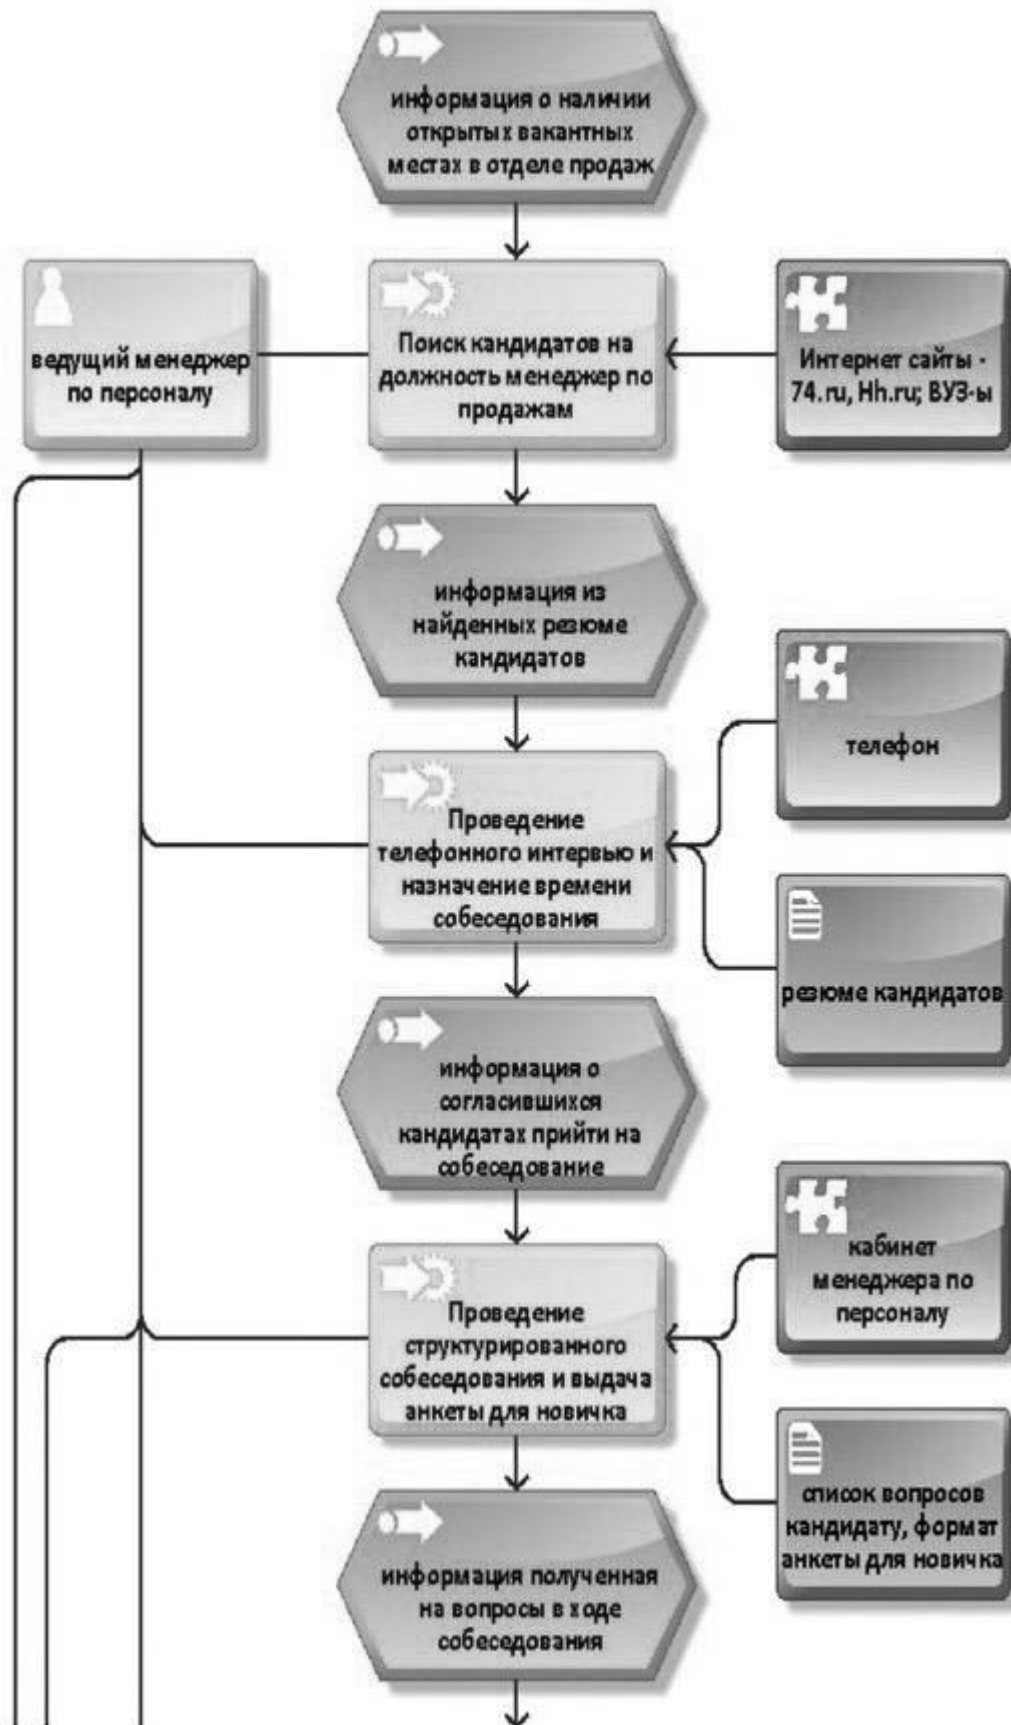 информация о наличии
открытых вакантных
местах в отделе продаж
ведущий менеджер
по персоналу
Поиск кандидатов на
должность менеджер по
продажам
Интернет сайты -
74.ru, Hh.ru; ВУЗ-ы
информация из
найденных резюме
кандидатов
телефон
Проведение
телефонного интервью и
назначение времени
собеседования
резюме кандидатов
информация о
согласившихся
кандидатах прийти на
собеседование
кабинет
менеджера по
персоналу
Проведение
структурированного
собеседования и выдача
анкеты для новичка
список вопросов
кандидату, формат
анкеты для новичка
информация полученная
на вопросы в ходе
собеседования